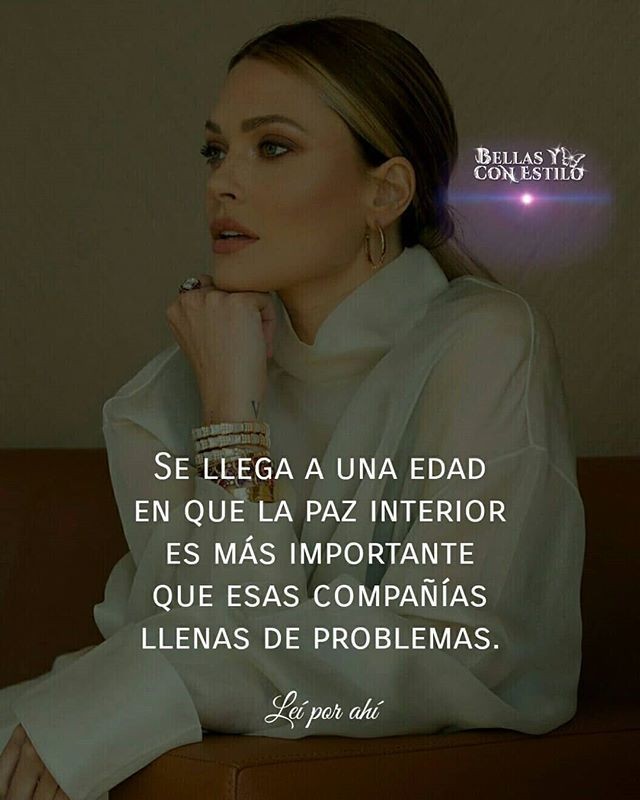 BELLAS Y
CON ESTILO
SE LLEGA A UNA EDAD
EN QUE LA PAZ INTERIOR
ES MÁS IMPORTANTE
QUE ESAS COMPAÑÍAS
LLENAS DE PROBLEMAS.
Leí por ahí